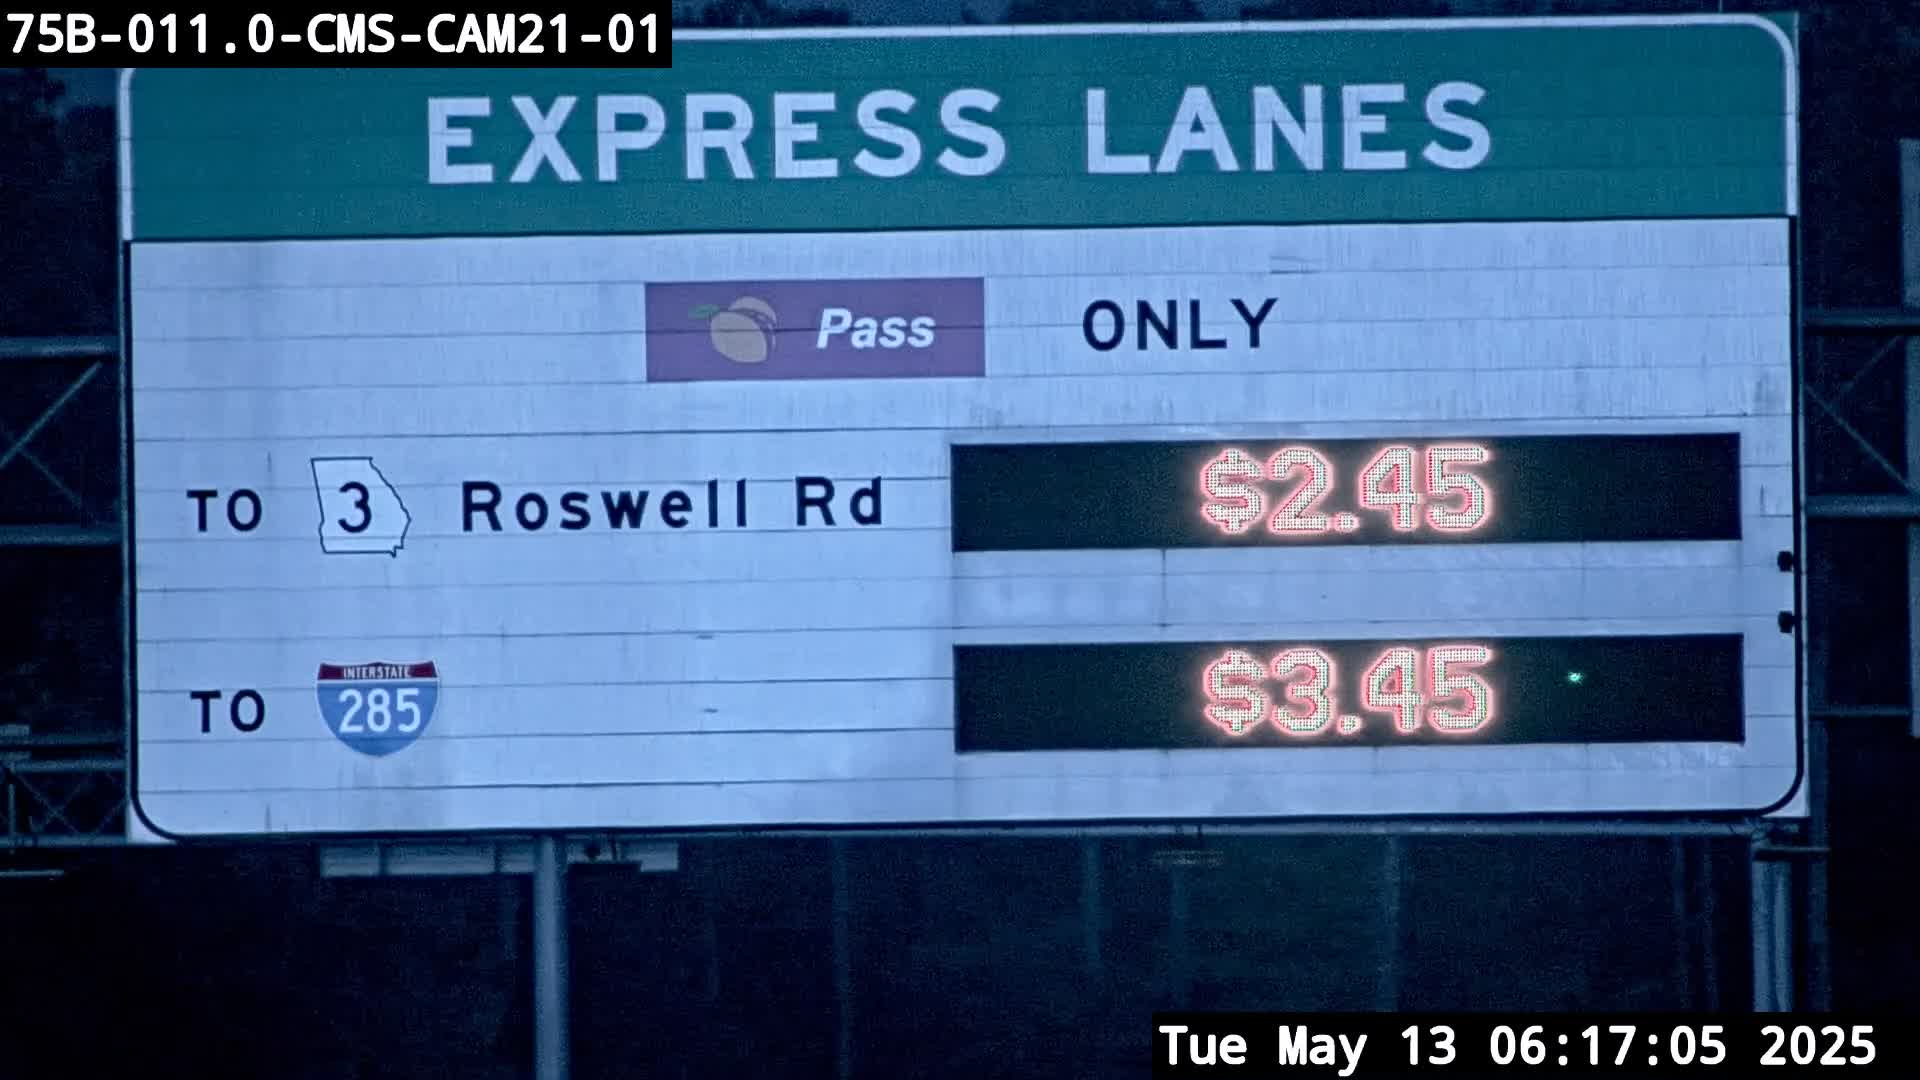 75B-011.0-CMS-CAM21-01
EXPRESS LANES
Pass ONLY
TO 3 Roswell Rd $2.45
INTERSTATE
TO 285 $3.45
Tue May 13 06:17:05 2025